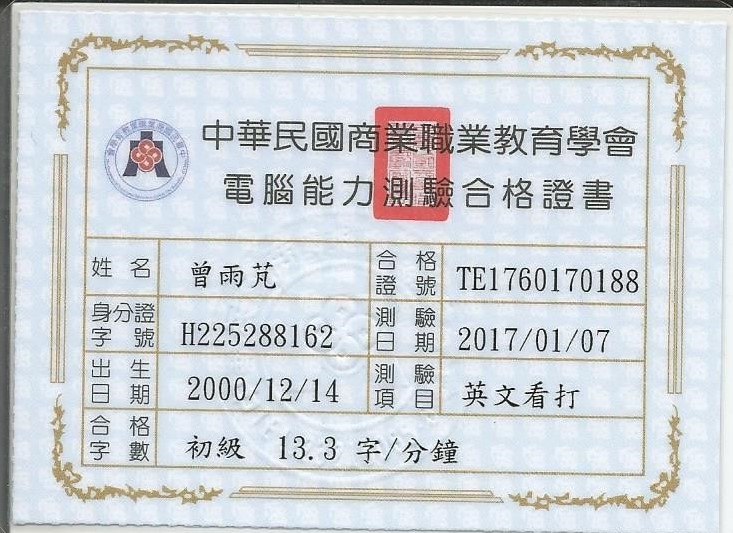 中華民國商業職業教育學會
電腦能力測驗合格證書
姓名 曾雨芃 合格證號 TE1760170188
身分證字號 H225288162 測驗日期 2017/01/07
出生日期 2000/12/14 測驗項目 英文看打
合格字數 初級 13.3 字/分鐘